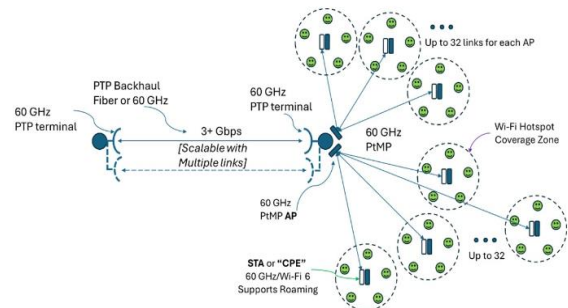 Up to 32 links for each AP
PTP Backhaul
Fiber or 60 GHz
60 GHz
PTP terminal
60 GHz
PTP terminal
3+ Gbps
[Scalable with
Multiple links]
60 GHz
PtMP
Wi-Fi Hotspot
Coverage Zone
60 GHz
PtMP AP
STA or “CPE”
60 GHz/Wi-Fi 6
Supports Roaming
Up to 32